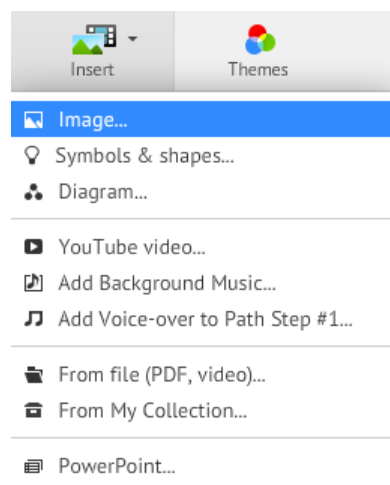 Insert
Themes
Image...
Symbols & shapes...
Diagram...
YouTube video...
Add Background Music...
Add Voice-over to Path Step #1...
From file (PDF, video)...
From My Collection...
PowerPoint...